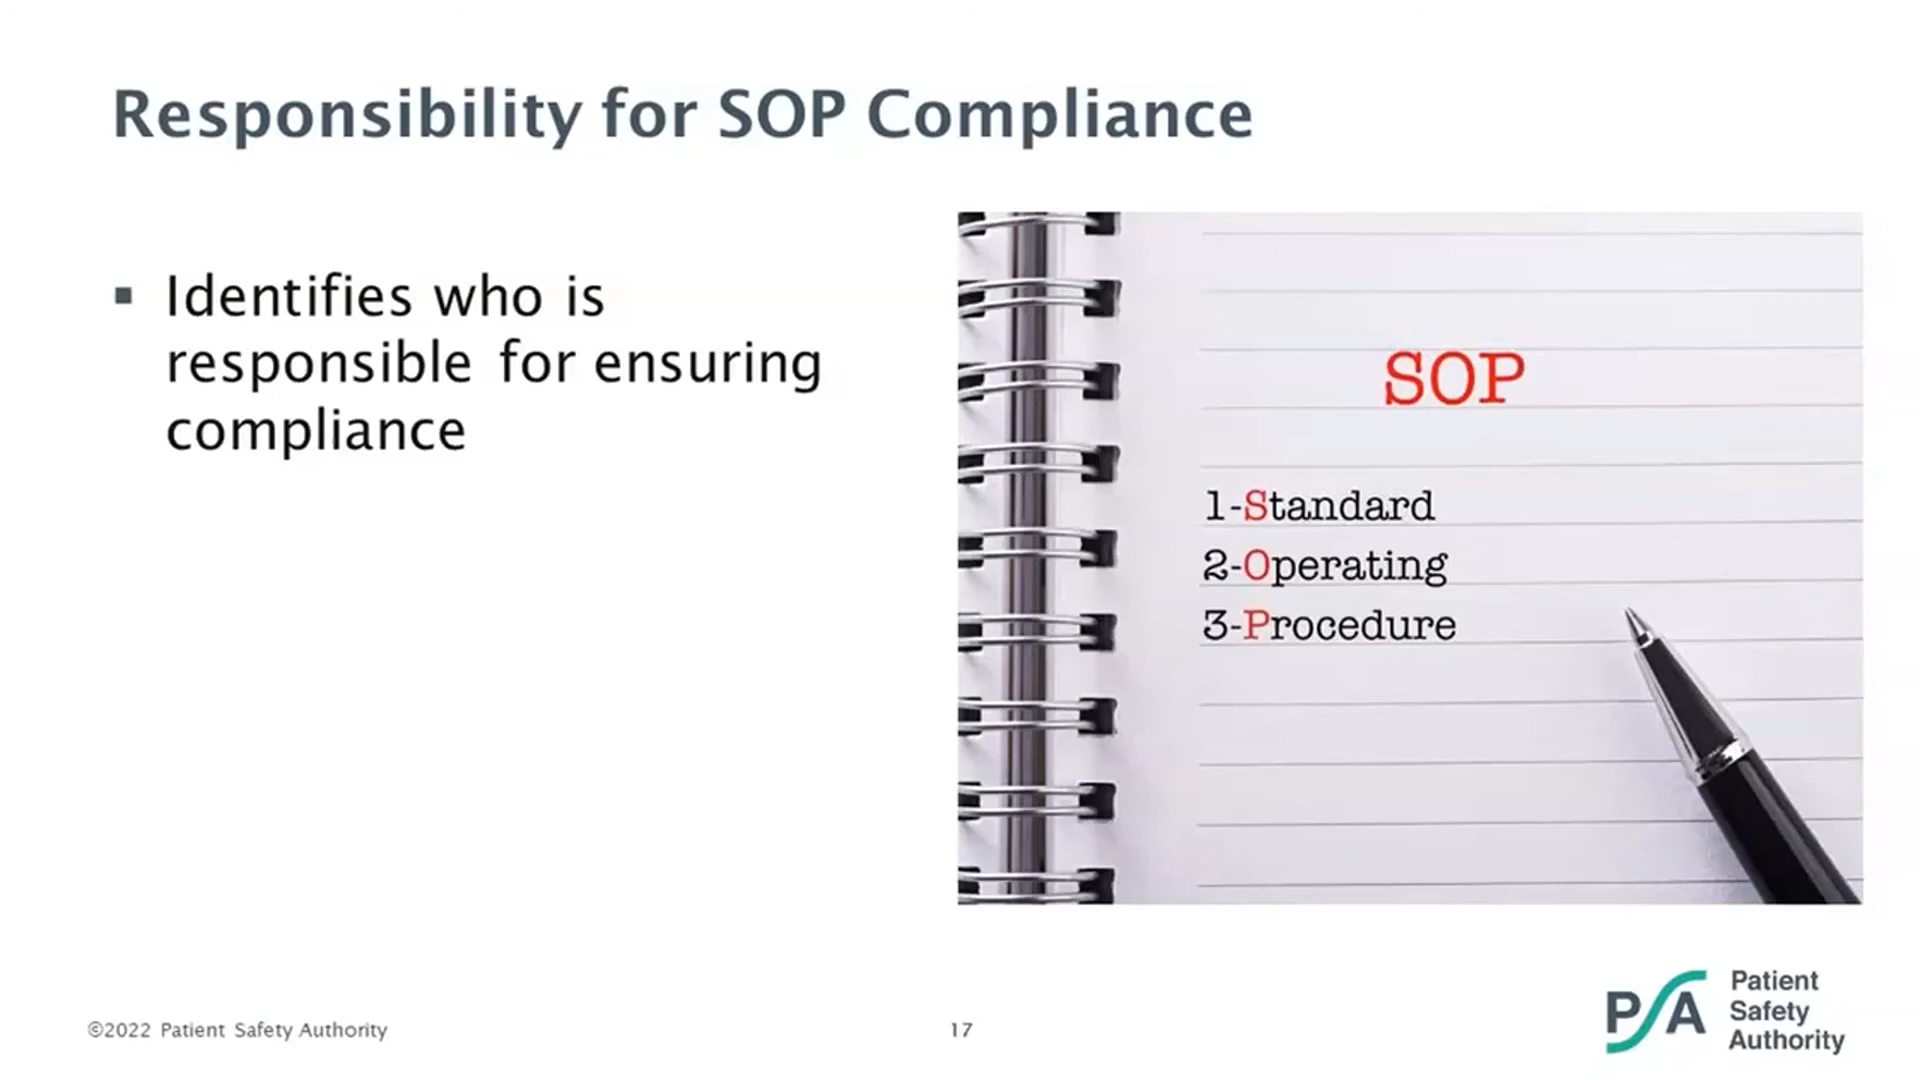 Responsibility for SOP Compliance
▪ Identifies who is
responsible for ensuring
compliance
SOP
1-Standard
2-Operating
3-Procedure
©2022 Patient Safety Authority
17
PSA
Patient
Safety
Authority